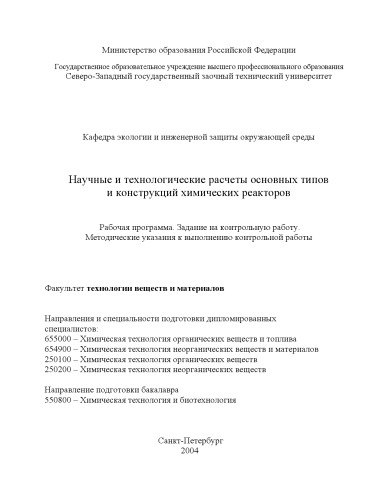 Министерство образования Российской Федерации
Государственное образовательное учреждение высшего профессионального образования
Северо-Западный государственный заочный технический университет
Кафедра экологии и инженерной защиты окружающей среды
Научные и технологические расчеты основных типов
и конструкций химических реакторов
Рабочая программа. Задание на контрольную работу.
Методические указания к выполнению контрольной работы
Факультет технологии веществ и материалов
Направления и специальности подготовки дипломированных
специалистов:
655000 – Химическая технология органических веществ и топлива
654900 – Химическая технология неорганических веществ и материалов
250100 – Химическая технология органических веществ
250200 – Химическая технология неорганических веществ
Направление подготовки бакалавра
550800 – Химическая технология и биотехнология
Санкт-Петербург
2004